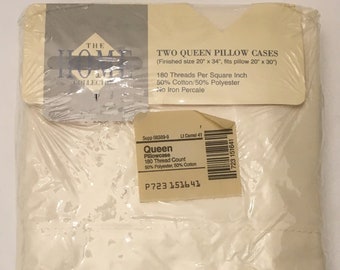 THE
HOME
COLLECTION
TWO QUEEN PILLOW CASES
(Finished size 20" x 34", fits pillow 20" x 30")
180 Threads Per Square Inch
50% Cotton/50% Polyester
No Iron Percale
Queen
Pillowcase
180 Thread Count
50% Polyester, 50% Cotton
P723 151641
723 151641